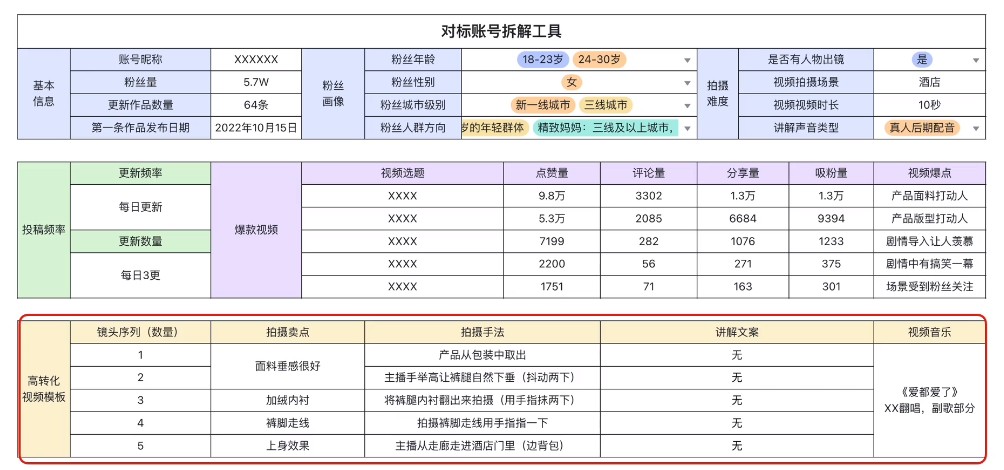 对标账号拆解工具
基本信息
账号昵称 XXXXXX
粉丝画像
粉丝年龄 18-23岁 24-30岁
拍摄难度
是否有人物出镜 是
粉丝量 5.7W
粉丝性别 女
视频拍摄场景 酒店
更新作品数量 64条
粉丝城市级别 新一线城市 三线城市
视频视频时长 10秒
第一条作品发布日期 2022年10月15日
粉丝人群方向 岁的年轻群体 精致妈妈：三线及以上城市，
讲解声音类型 真人后期配音
投稿频率
更新频率
每日更新
更新数量
每日3更
爆款视频
视频选题 点赞量 评论量 分享量 吸粉量 视频爆点
XXXX 9.8万 3302 1.3万 1.3万 产品面料打动人
XXXX 5.3万 2085 6684 9394 产品版型打动人
XXXX 7199 282 1076 1233 剧情导入让人羡慕
XXXX 2200 56 271 375 剧情中有搞笑一幕
XXXX 1751 71 163 301 场景受到粉丝关注
高转化
视频模板
镜头序列（数量） 拍摄卖点 拍摄手法 讲解文案 视频音乐
1 面料垂感很好 产品从包装中取出 无
2 主播手举高让裤腿自然下垂（抖动两下） 无
3 加绒内衬 将裤腿内衬翻出来拍摄（用手指抹两下） 无
4 裤脚走线 拍摄裤脚走线用手指指一下 无
5 上身效果 主播从走廊走进酒店门里（边背包） 无
《爱都爱了》
XX翻唱，副歌部分